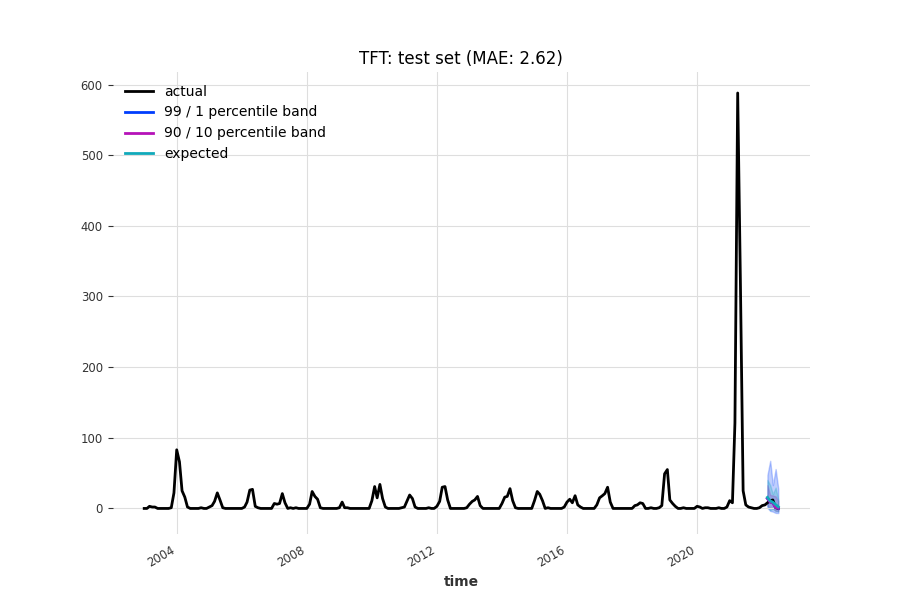 TFT: test set (MAE: 2.62)
actual
99 / 1 percentile band
90 / 10 percentile band
expected
600
500
400
300
200
100
0
2004
2008
2012
2016
2020
time